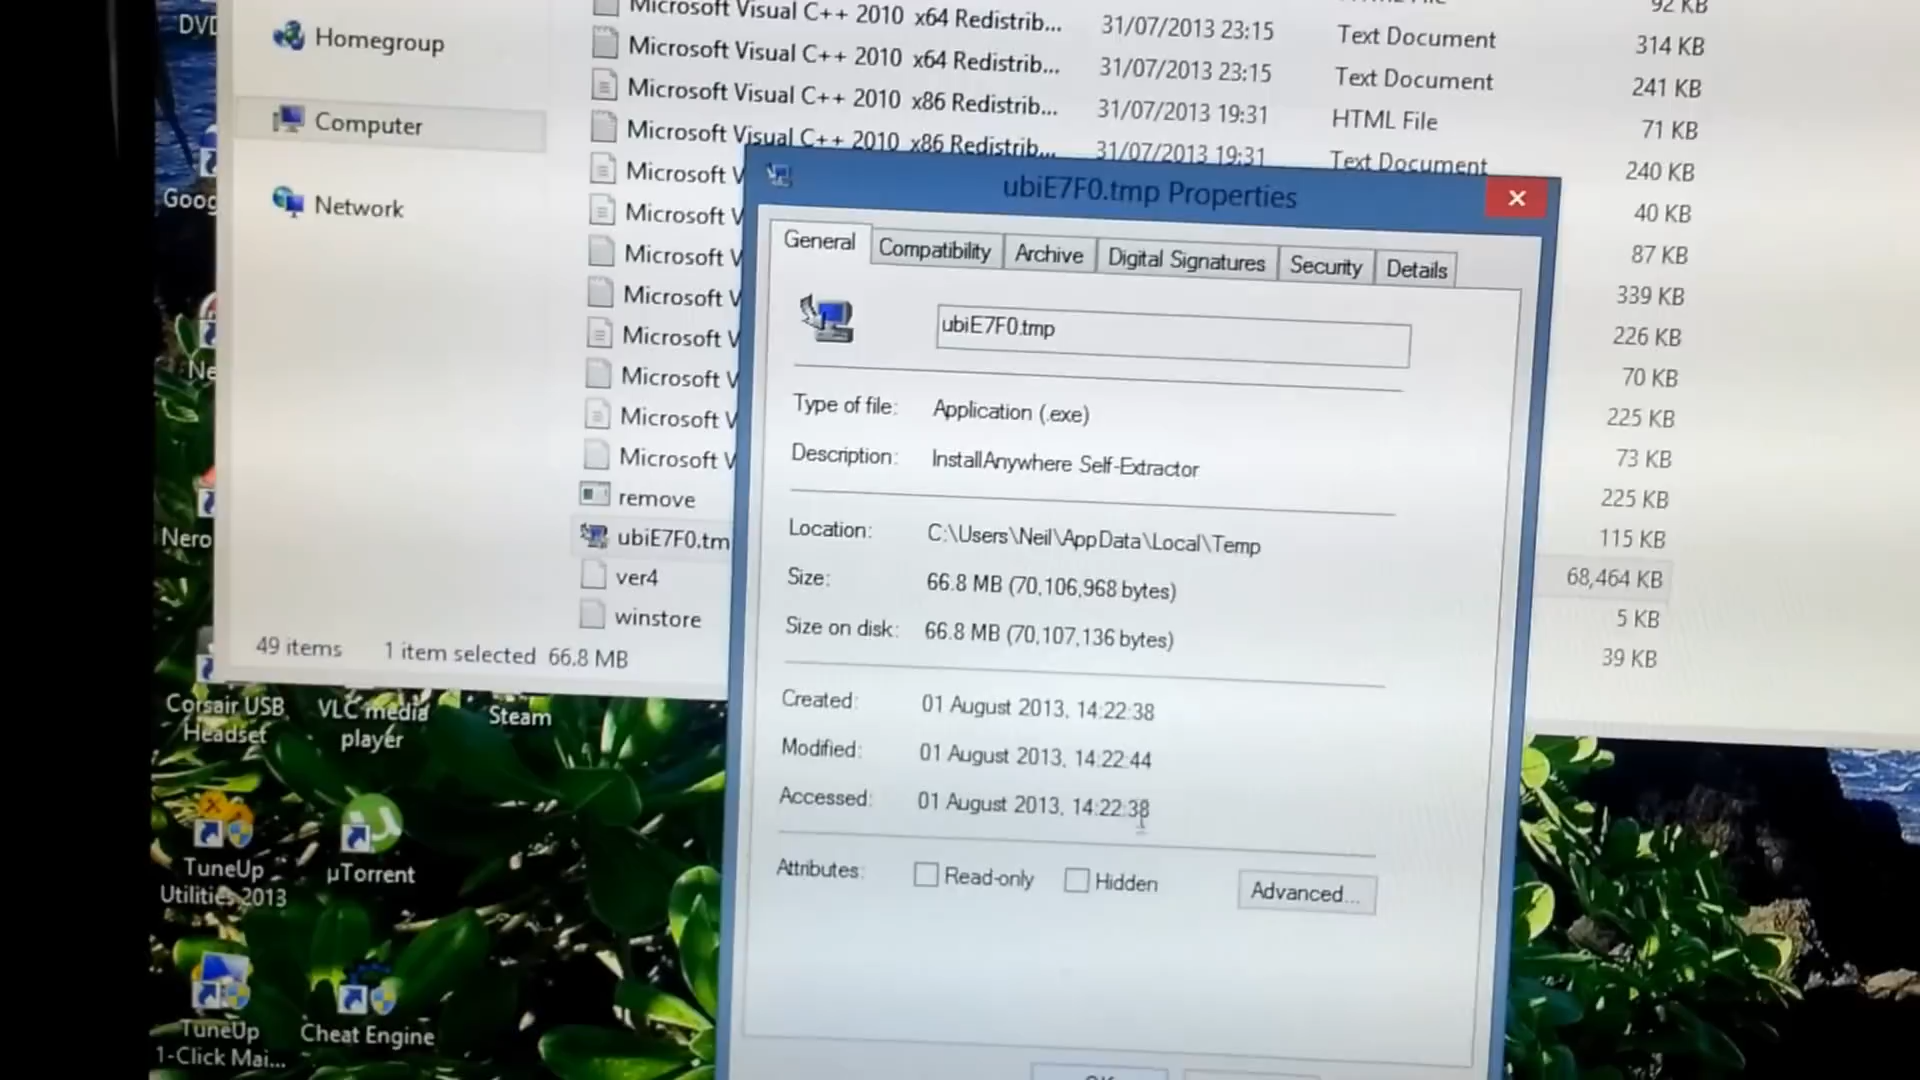 DVD
Homegroup
Computer
Network
Goog
Ne
Nero
Microsoft Visual C++ 2010 x64 Redistrib... 31/07/2013 23:15 Text Document 314 KB
Microsoft Visual C++ 2010 x64 Redistrib... 31/07/2013 23:15 Text Document 241 KB
Microsoft Visual C++ 2010 x86 Redistrib... 31/07/2013 19:31 HTML File 71 KB
Microsoft Visual C++ 2010 x86 Redistrib... 31/07/2013 19:31 Text Document 240 KB
92 KB
Microsoft V 40 KB
Microsoft V 87 KB
Microsoft V 339 KB
Microsoft V 226 KB
Microsoft V 70 KB
Microsoft V 225 KB
Microsoft V 73 KB
Microsoft V 225 KB
remove 115 KB
ubiE7F0.tm 68,464 KB
ver4 5 KB
winstore 39 KB
49 items 1 item selected 66.8 MB
ubiE7F0.tmp Properties
General Compatibility Archive Digital Signatures Security Details
ubiE7F0.tmp
Type of file: Application (.exe)
Description: InstallAnywhere Self-Extractor
Location: C:\Users\Neil\AppData\Local\Temp
Size: 66.8 MB (70,106,968 bytes)
Size on disk: 66.8 MB (70,107,136 bytes)
Created: 01 August 2013, 14:22:38
Modified: 01 August 2013, 14:22:44
Accessed: 01 August 2013, 14:22:38
Attributes: Read-only Hidden Advanced...
Corsair USB
Headset
VLC media
player
Steam
TuneUp
Utilities 2013
µTorrent
TuneUp
1-Click Mai...
Cheat Engine